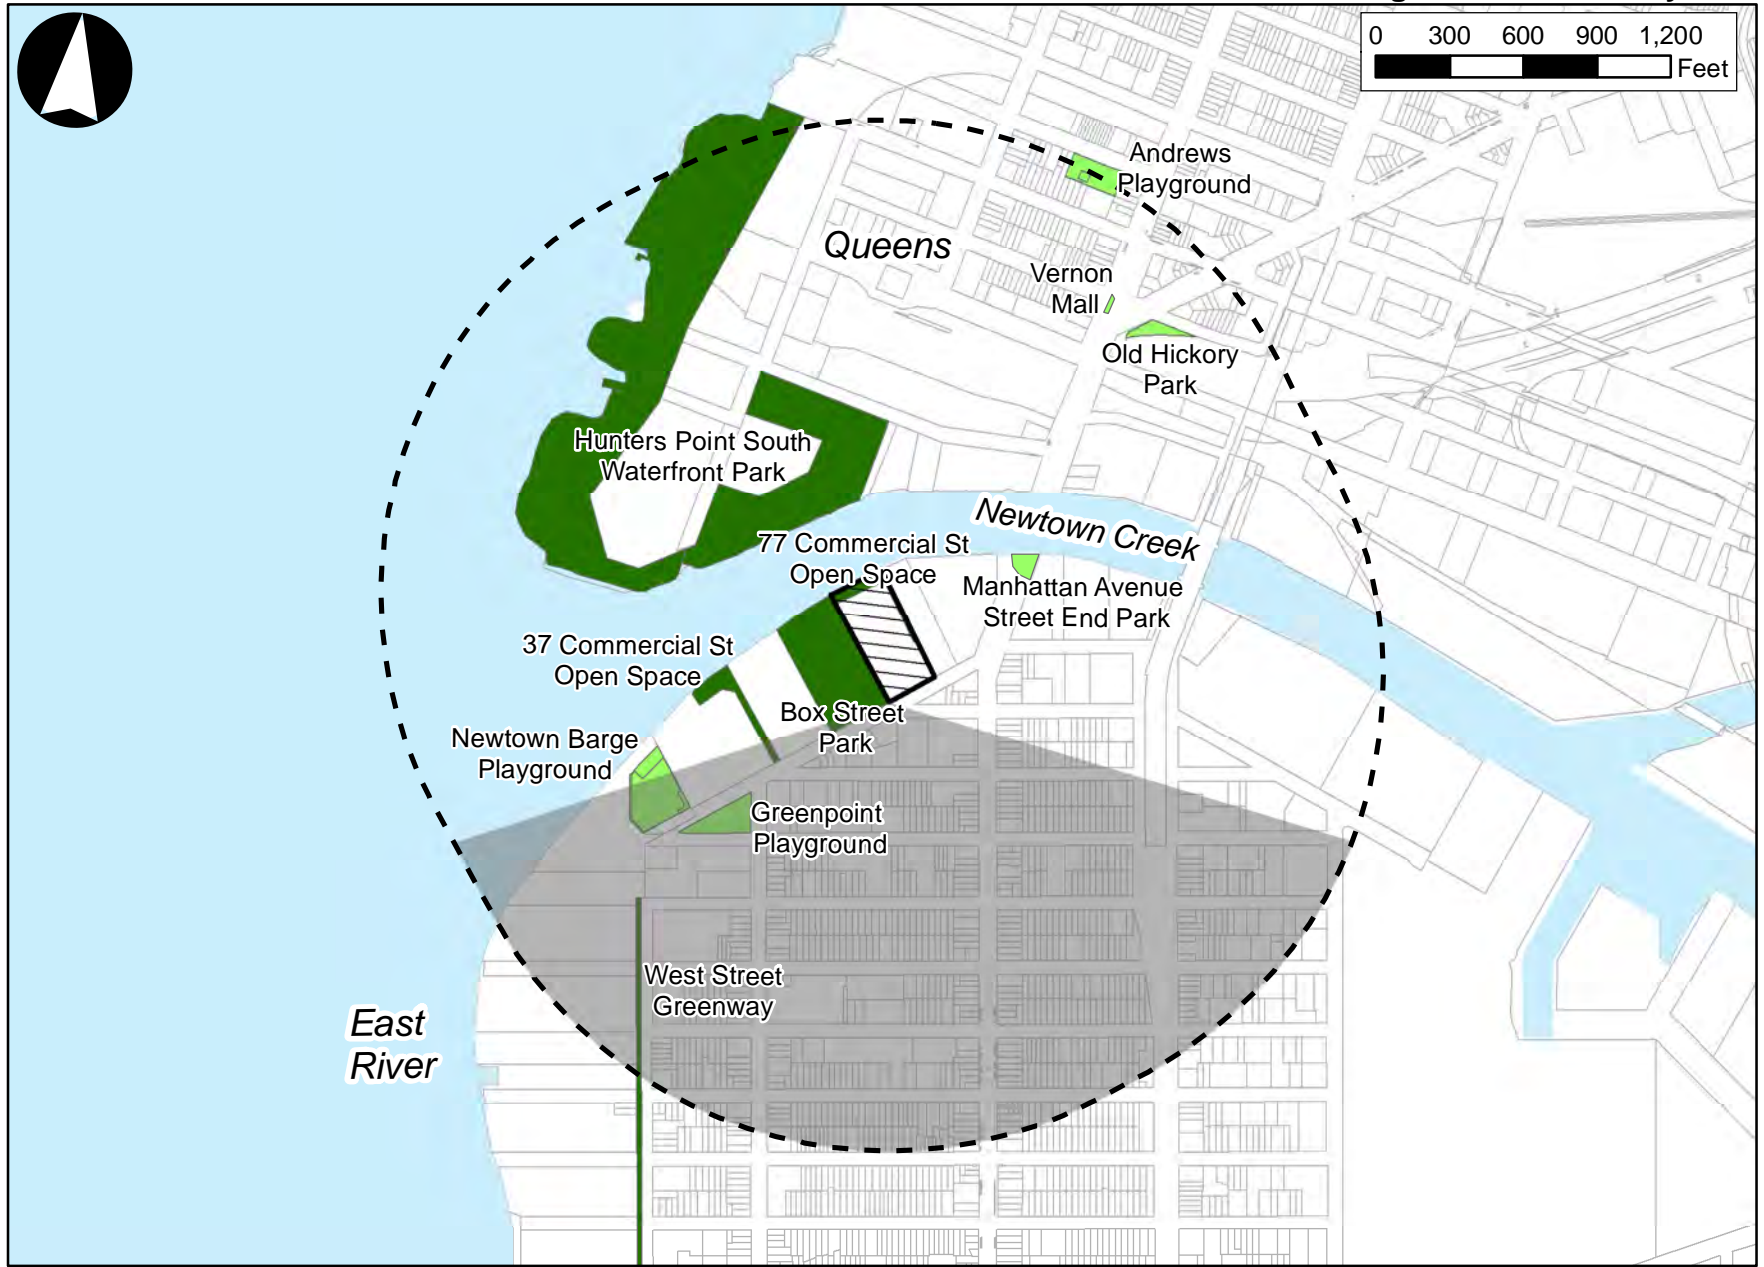 0 300 600 900 1,200
Feet
Andrews
Playground
Queens
Vernon
Mall
Old Hickory
Park
Hunters Point South
Waterfront Park
Newtown Creek
77 Commercial St
Open Space
Manhattan Avenue
Street End Park
37 Commercial St
Open Space
Box Street
Park
Newtown Barge
Playground
Greenpoint
Playground
West Street
Greenway
East
River